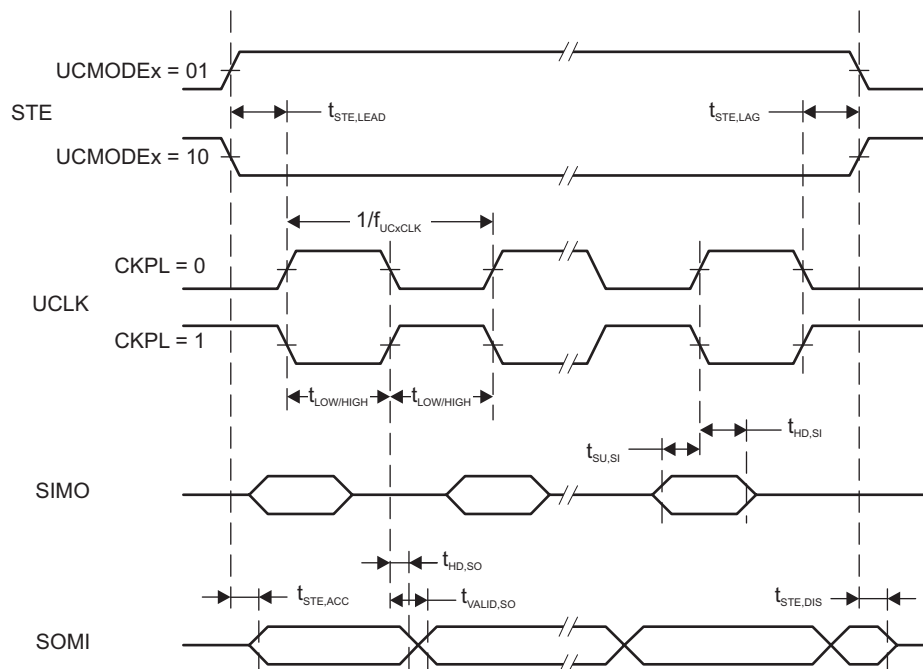 UCMODEx = 01
STE
tSTE,LEAD
tSTE,LAG
UCMODEx = 10
1/fUCxCLK
CKPL = 0
UCLK
CKPL = 1
tLOW/HIGH
tLOW/HIGH
tSU,SI
tHD,SI
SIMO
tHD,SO
tSTE,ACC
tVALID,SO
tSTE,DIS
SOMI